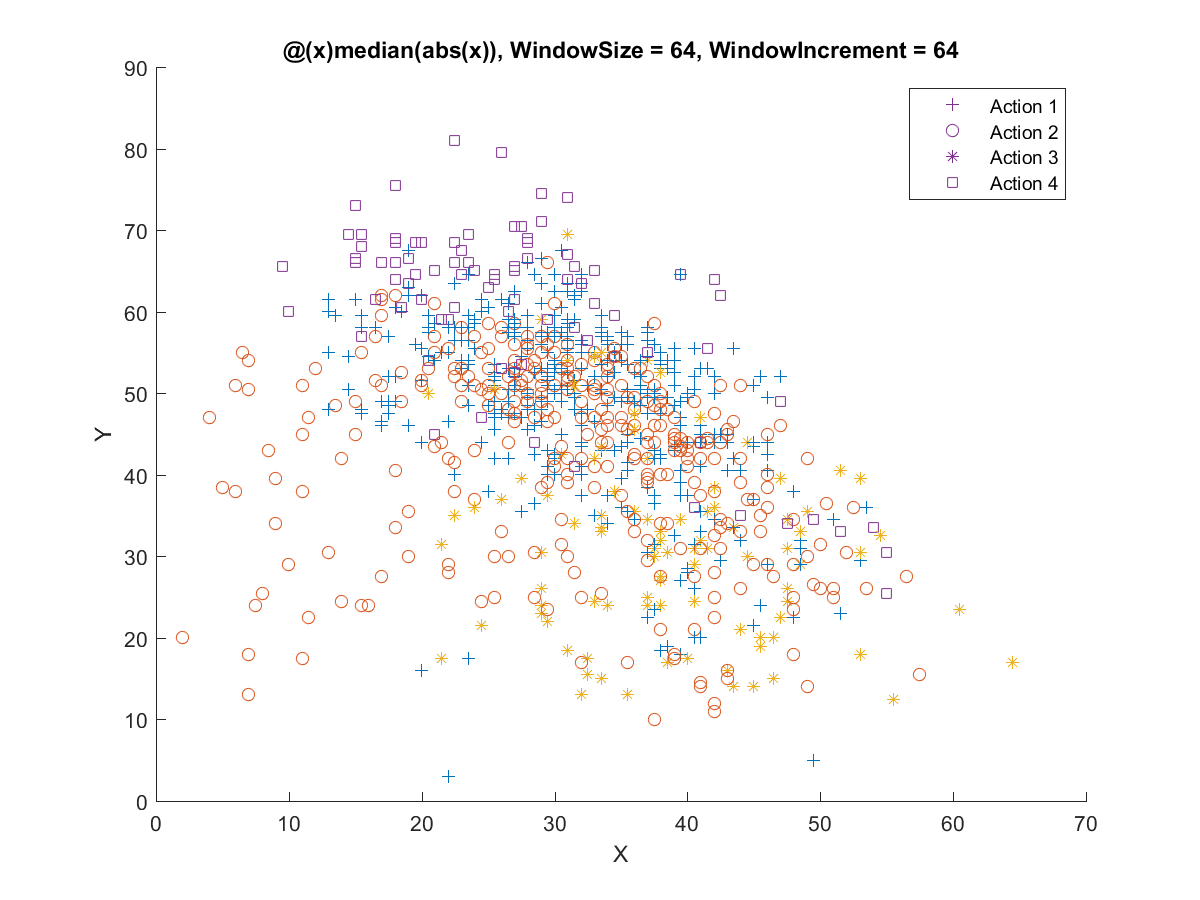 @(x)median(abs(x)), WindowSize = 64, WindowIncrement = 64
90
80
70
60
50
40
30
20
10
0
Y
0 10 20 30 40 50 60 70
X
Action 1
Action 2
Action 3
Action 4